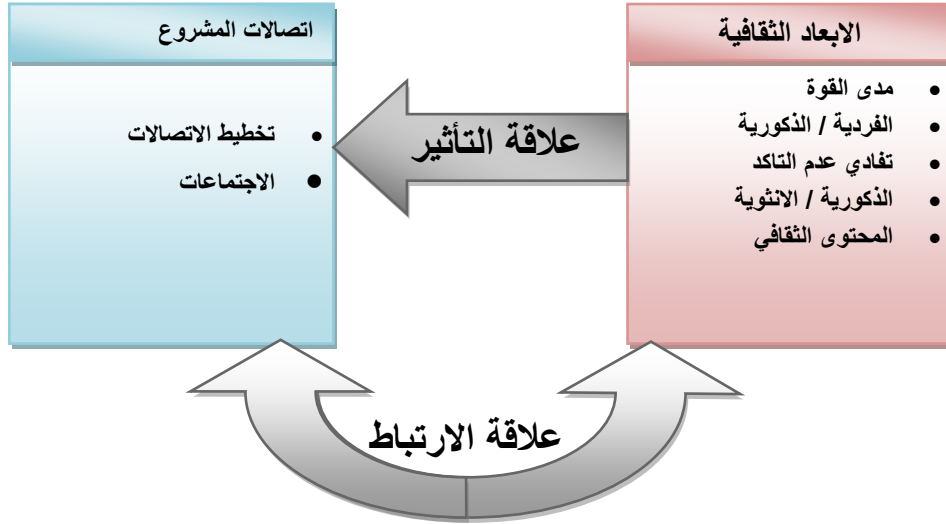 الابعاد الثقافية
مدى القوة
الفردية / الذكورية
تفادي عدم التاكد
الذكورية / الانثوية
المحتوى الثقافي
علاقة التأثير
اتصالات المشروع
تخطيط الاتصالات
الاجتماعات
علاقة الارتباط